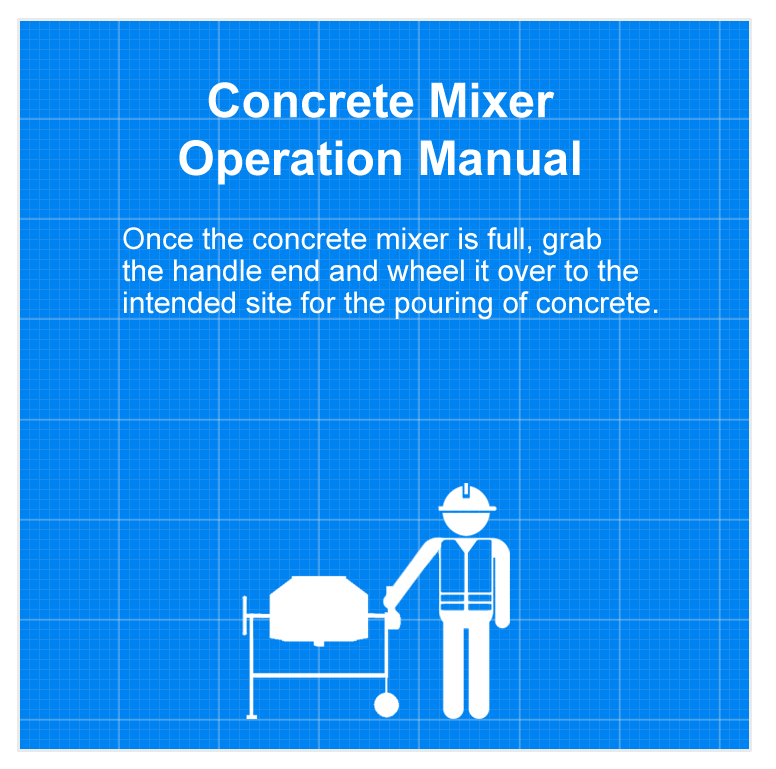 Concrete Mixer
Operation Manual
Once the concrete mixer is full, grab
the handle end and wheel it over to the
intended site for the pouring of concrete.